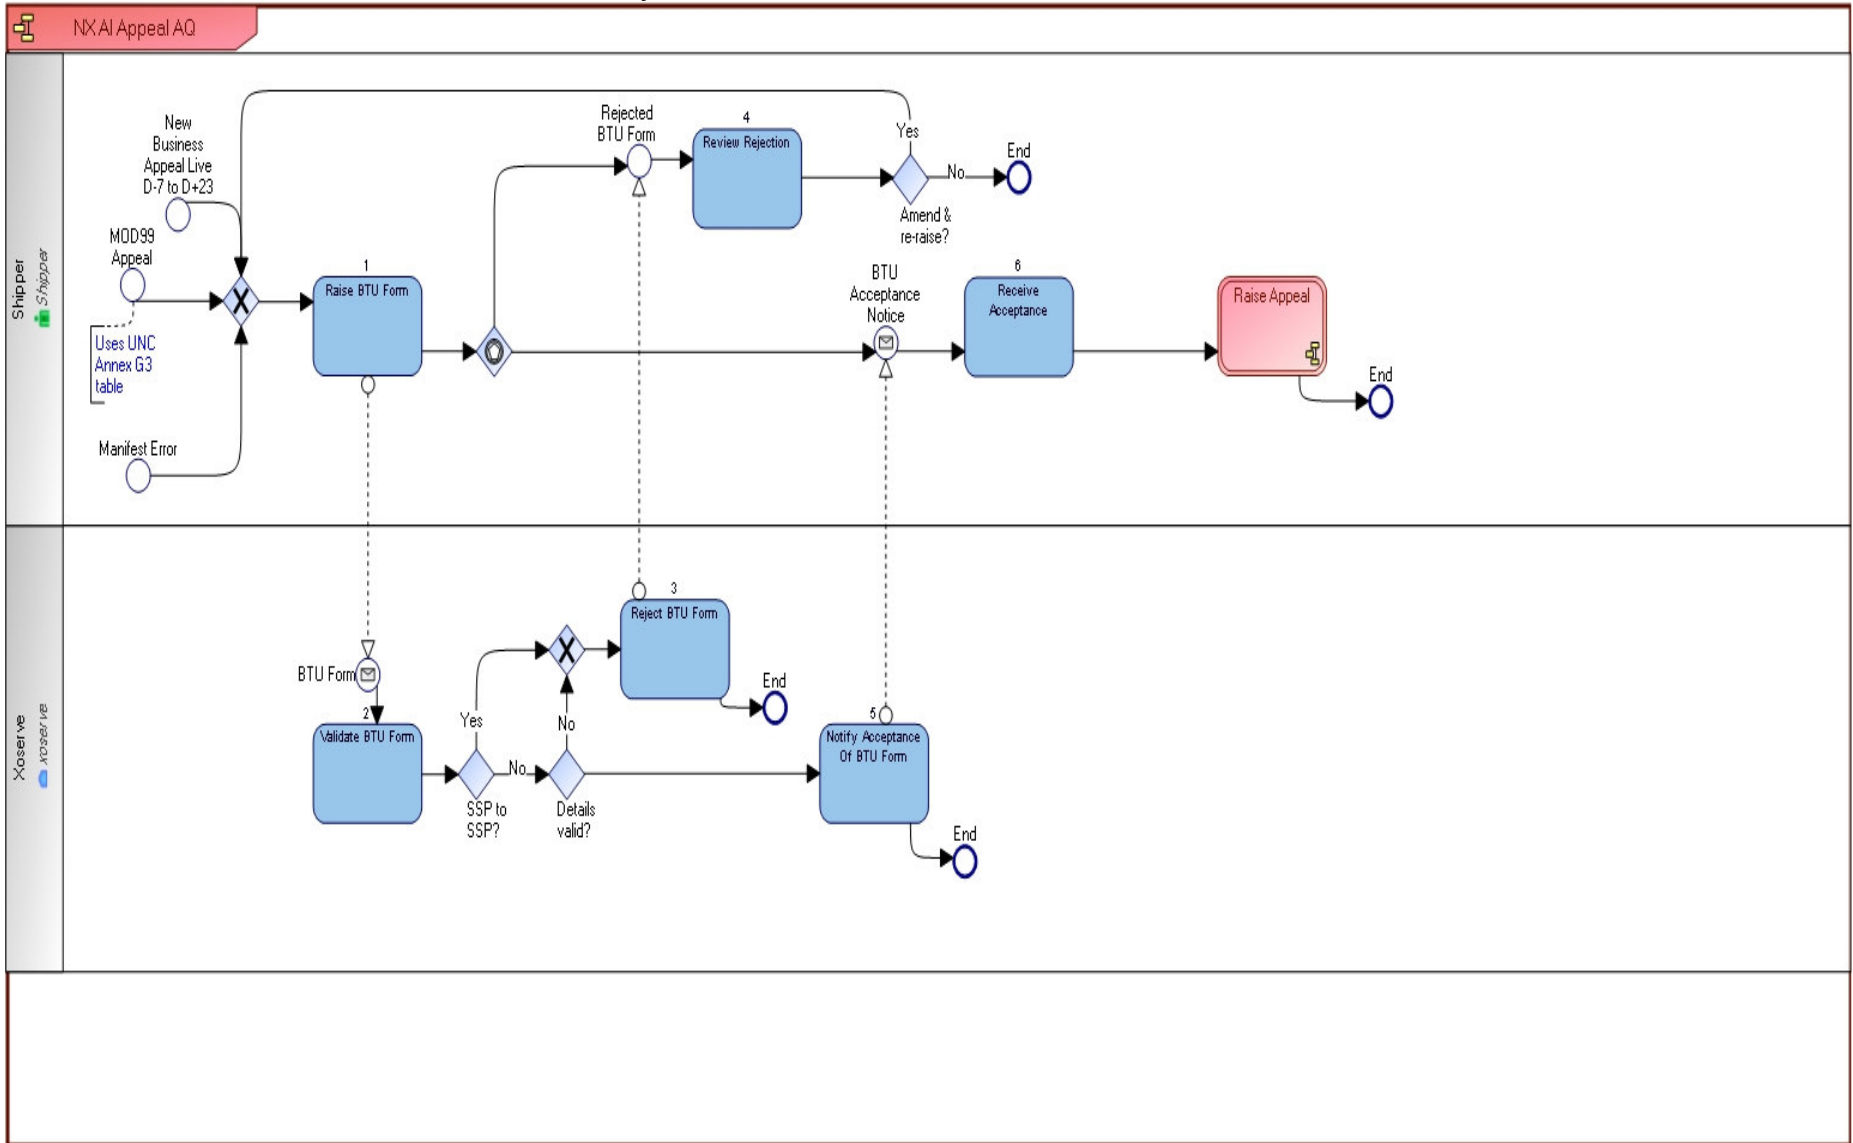 NX AI Appeal AQ
Shipper
Shipper
New
Business
Appeal Live
D-7 to D+23
MOD99
Appeal
Uses UNC
Annex G3
table
Manifest Error
1
Raise BTU Form
Rejected
BTU Form
4
Review Rejection
Yes
No
End
Amend &
re-raise?
BTU
Acceptance
Notice
6
Receive
Acceptance
Raise Appeal
End
Xoserve
xoserve
BTU Form
2
Validate BTU Form
Yes
No
SSP to
SSP?
No
Details
valid?
3
Reject BTU Form
End
5
Notify Acceptance
Of BTU Form
End